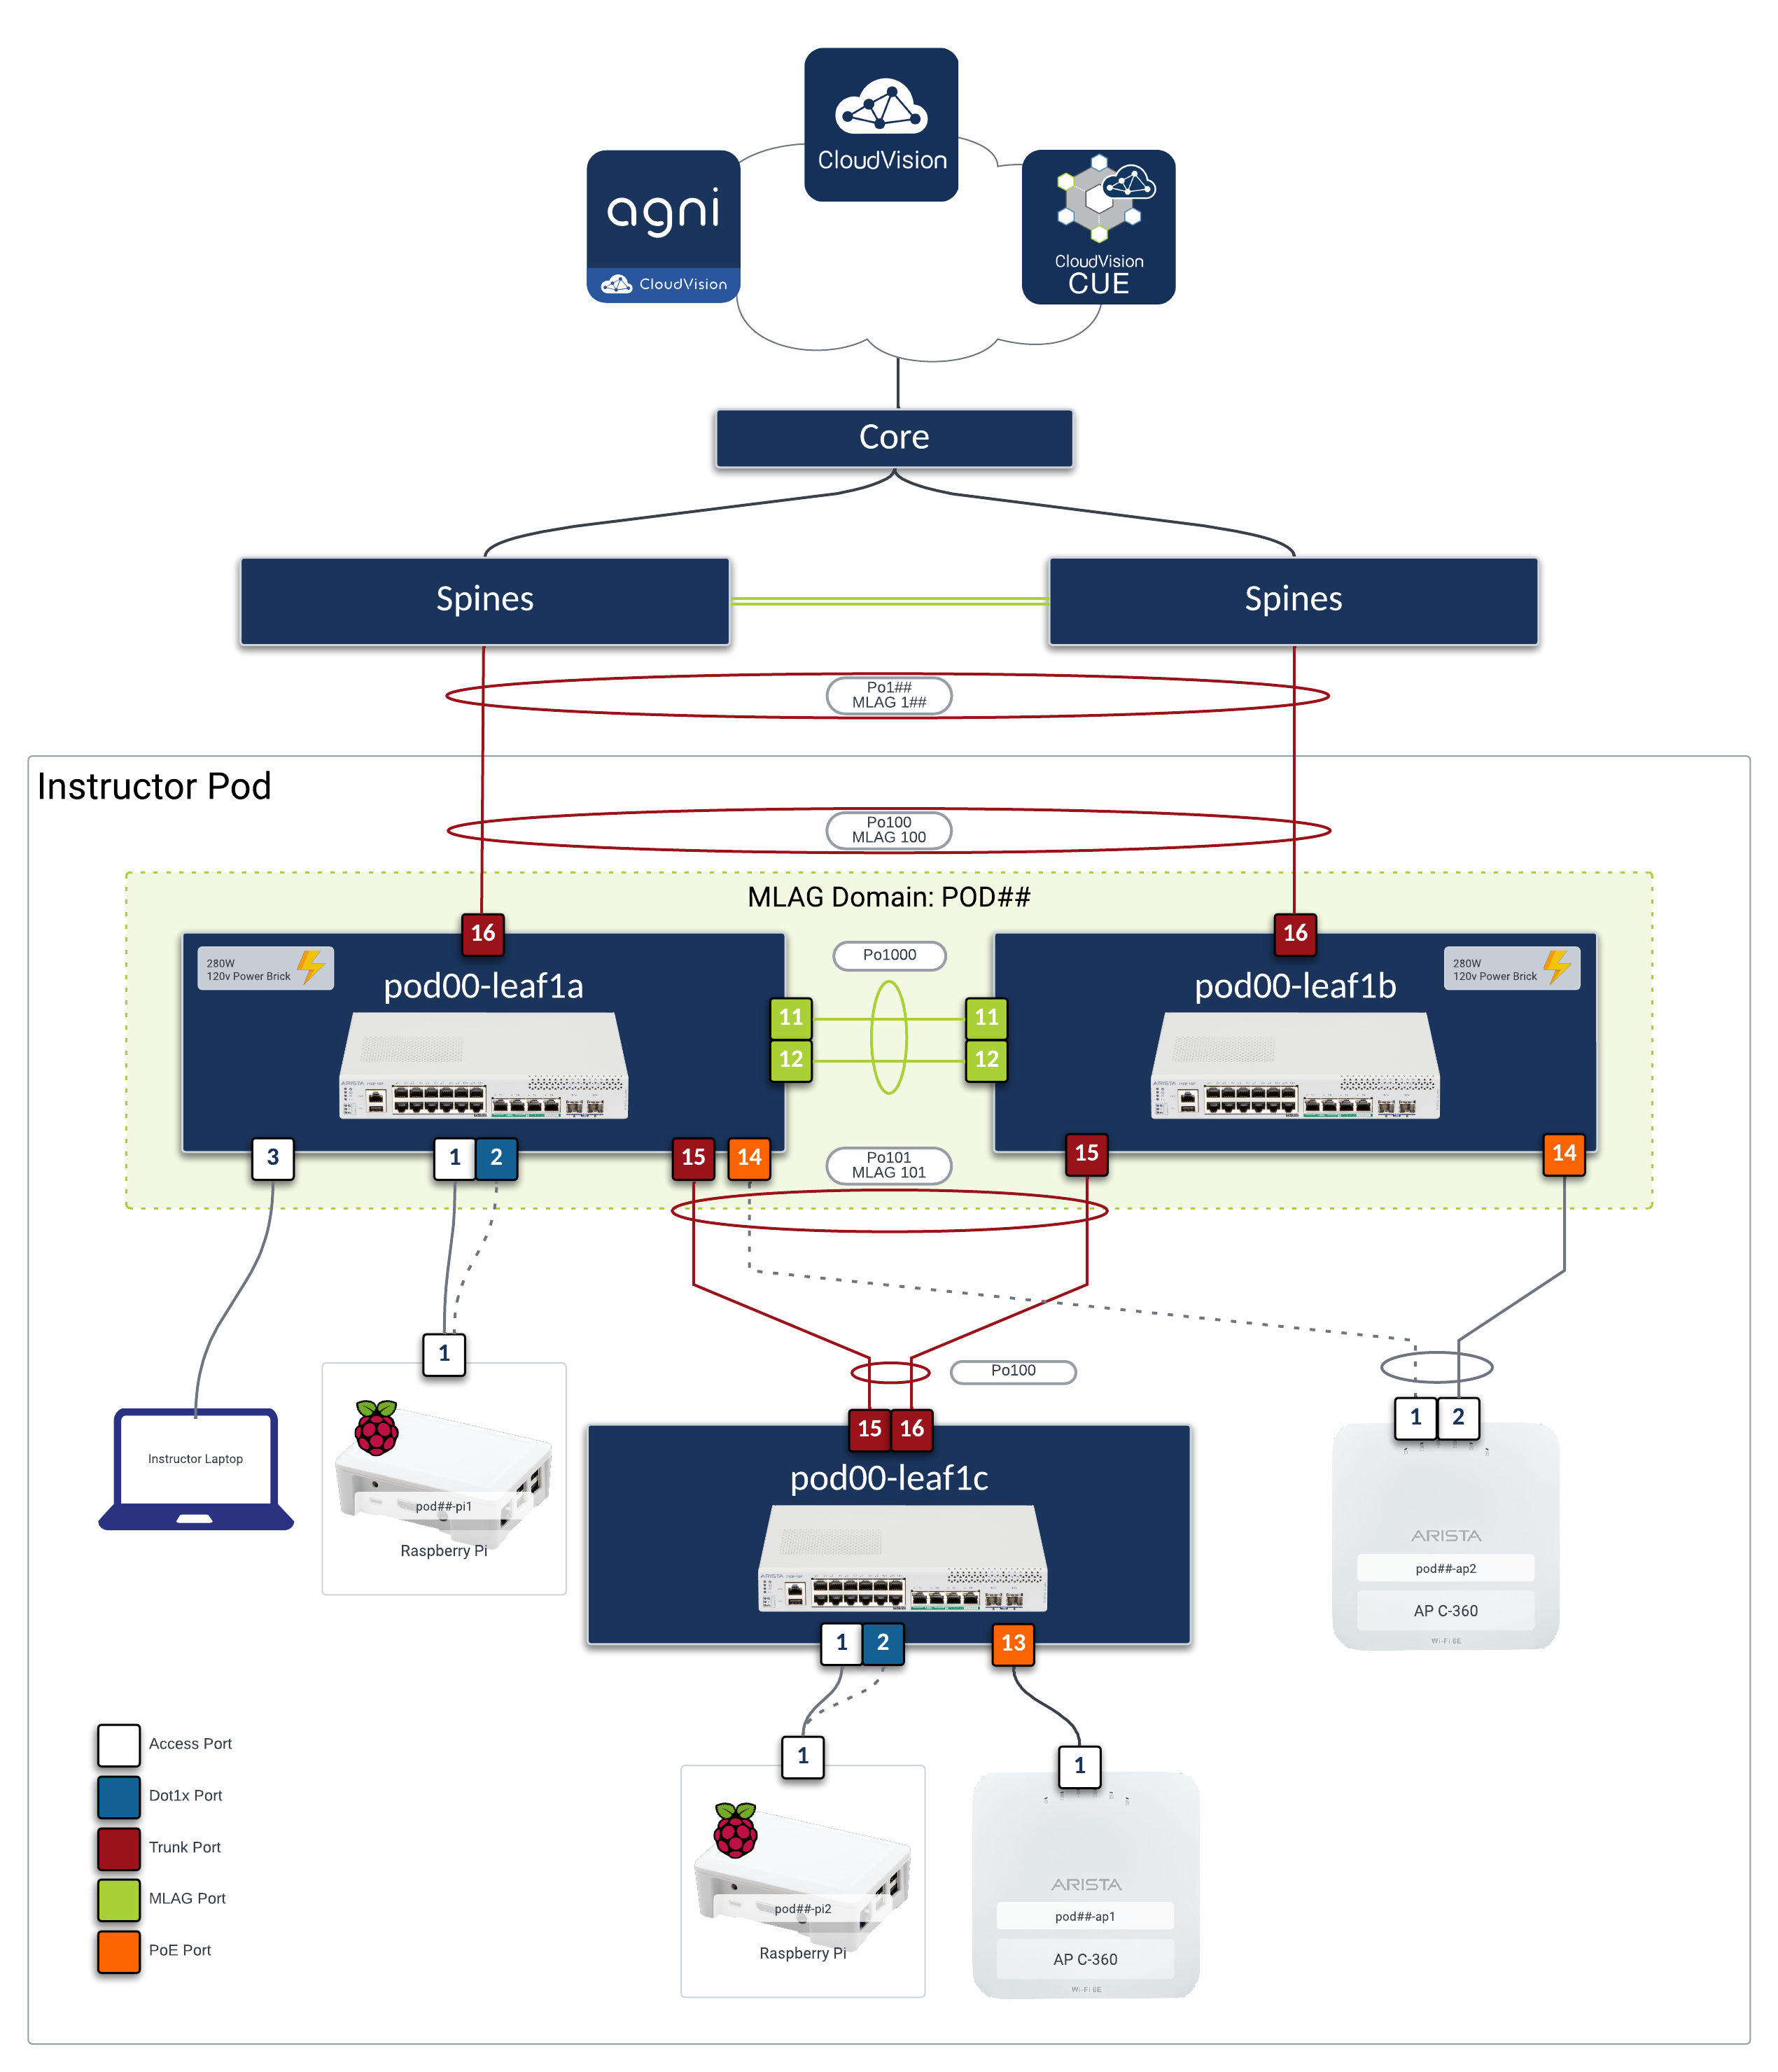 CloudVision
agni
CloudVision
CloudVision
CUE
Core
Spines
Spines
Po1##
MLAG 1##
Instructor Pod
Po100
MLAG 100
MLAG Domain: POD##
16
16
280W
120v Power Brick
pod00-leaf1a
Po1000
pod00-leaf1b
280W
120v Power Brick
11
12
11
12
ARISTA
ARISTA
3
1
2
15
14
Po101
MLAG 101
15
14
1
Po100
15
16
1
2
Instructor Laptop
pod##-pi1
Raspberry Pi
pod00-leaf1c
ARISTA
ARISTA
pod##-ap2
AP C-360
Wi-Fi 6E
1
2
13
1
1
Access Port
Dot1x Port
Trunk Port
MLAG Port
PoE Port
pod##-pi2
Raspberry Pi
ARISTA
pod##-ap1
AP C-360
Wi-Fi 6E